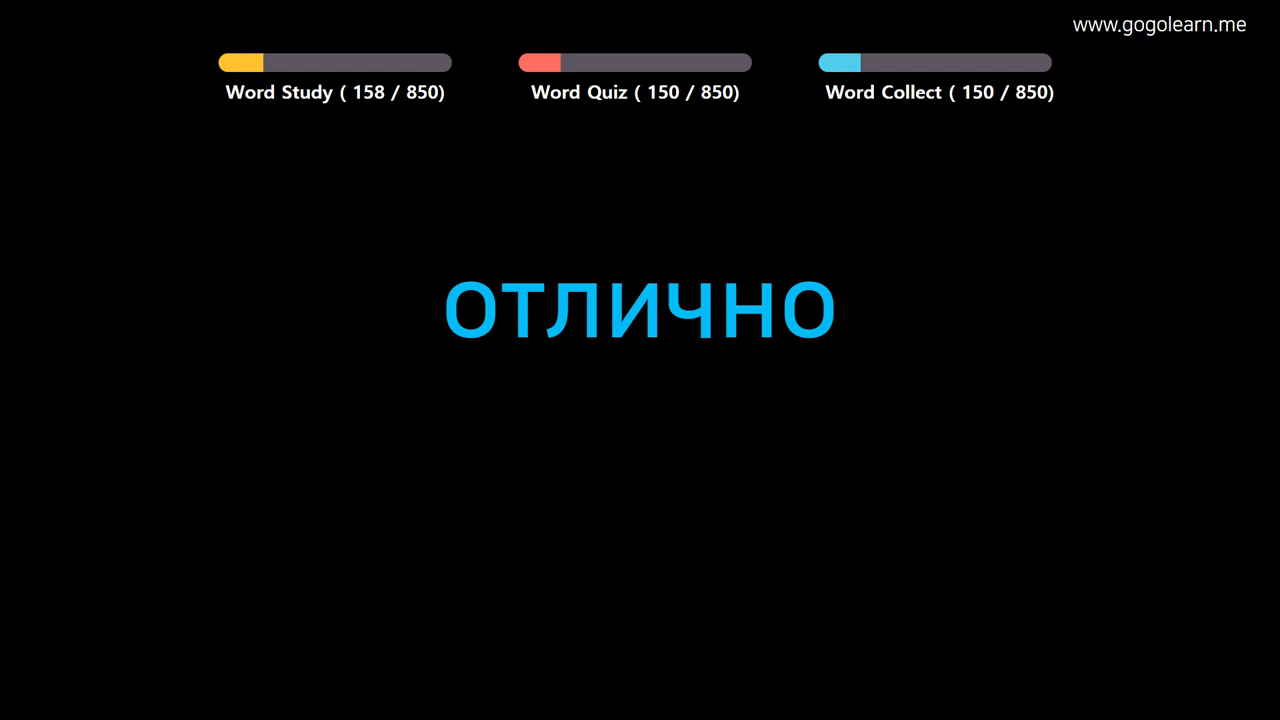 www.gogolearn.me
Word Study ( 158 / 850)
Word Quiz ( 150 / 850)
Word Collect ( 150 / 850)
отлично